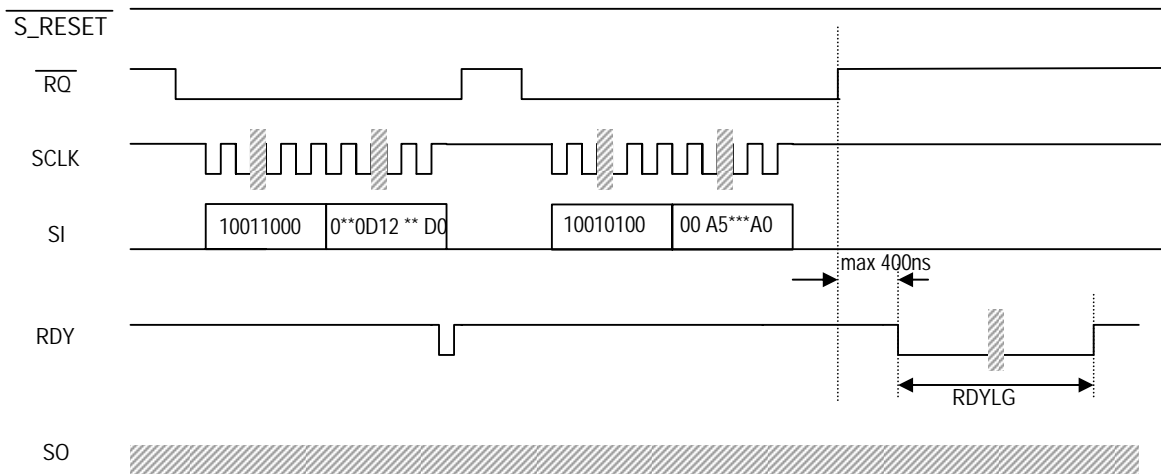 S_RESET
RQ
SCLK
SI
10011000
0**0D12 ** D0
10010100
00 A5***A0
max 400ns
RDY
RDYLG
SO